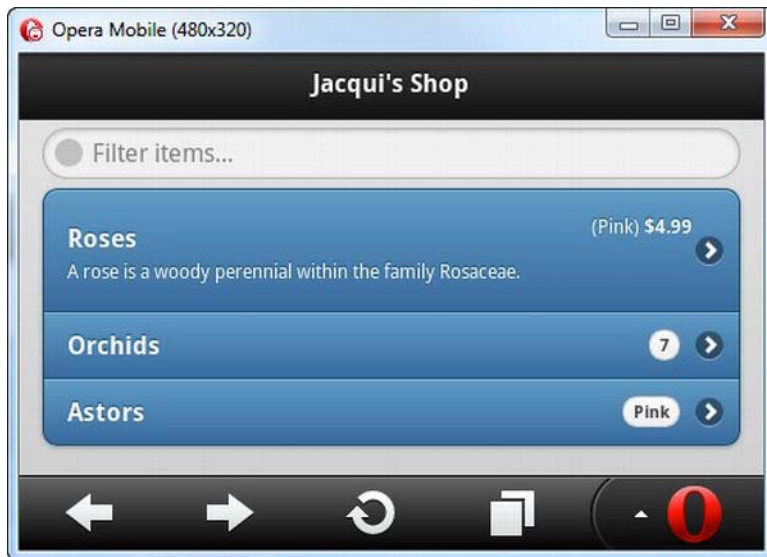 Opera Mobile (480x320)
Jacqui's Shop
Filter items...
Roses
(Pink) $4.99
A rose is a woody perennial within the family Rosaceae.
Orchids
7
Astors
Pink